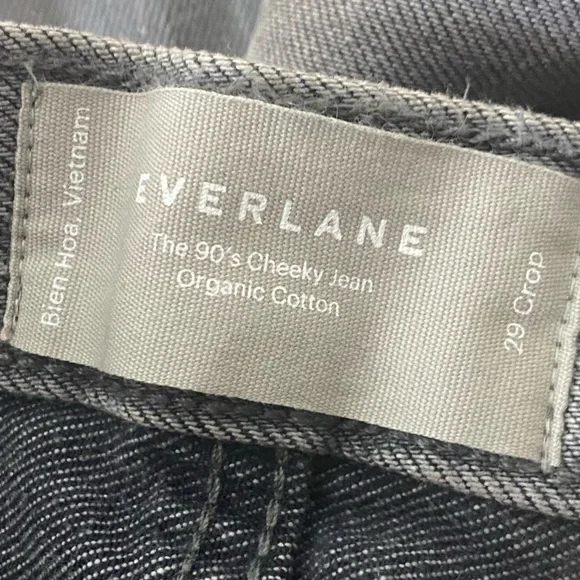 Bien Hoa, Vietnam
EVERLANE
The 90's Cheeky Jean
Organic Cotton
29 Crop